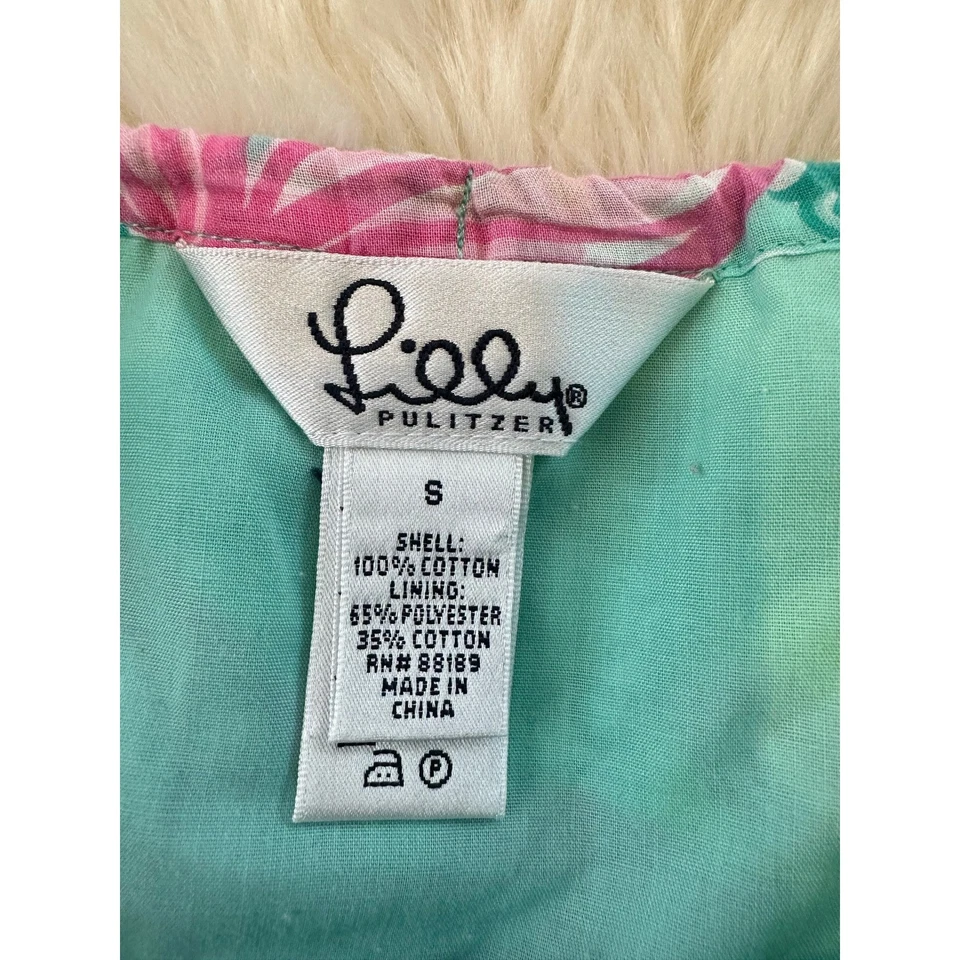 Lilly®
PULITZER
S
SHELL:
100% COTTON
LINING:
65% POLYESTER
35% COTTON
RN# 88189
MADE IN
CHINA
P